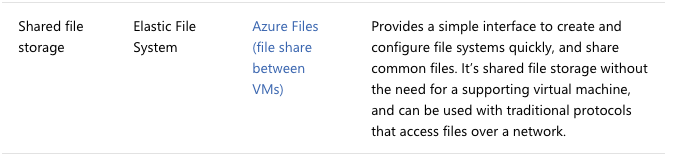 Shared file
storage
Elastic File
System
Azure Files
(file share
between
VMs)
Provides a simple interface to create and
configure file systems quickly, and share
common files. It’s shared file storage without
the need for a supporting virtual machine,
and can be used with traditional protocols
that access files over a network.